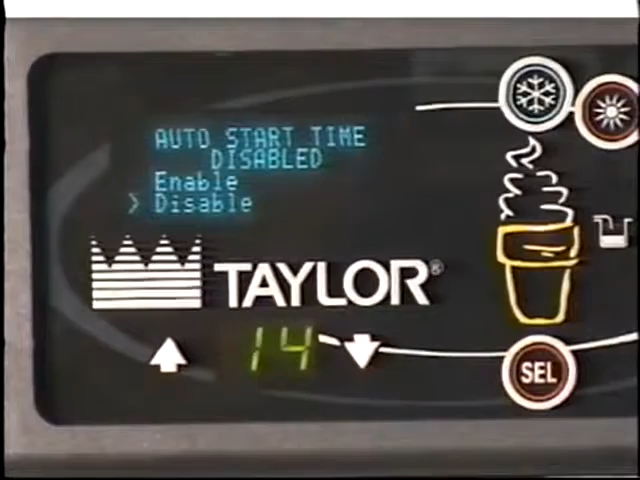 AUTO START TIME
DISABLED
Enable
> Disable
TAYLOR®
14
SEL